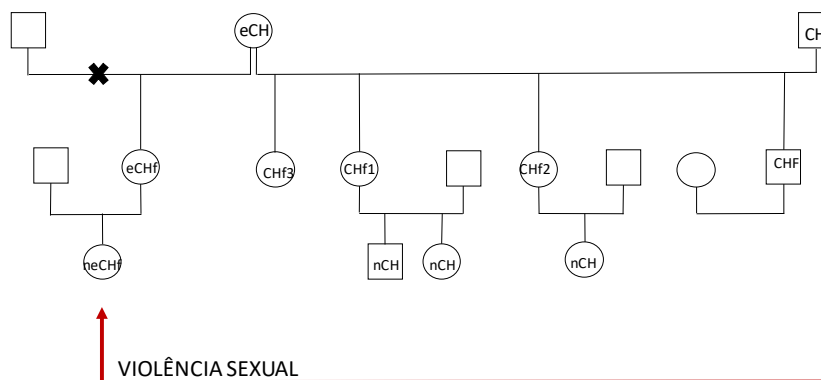 eCH
CH
eCHf
CHf3
CHf1
CHf2
CHF
neCHf
nCH
nCH
nCH
VIOLÊNCIA SEXUAL